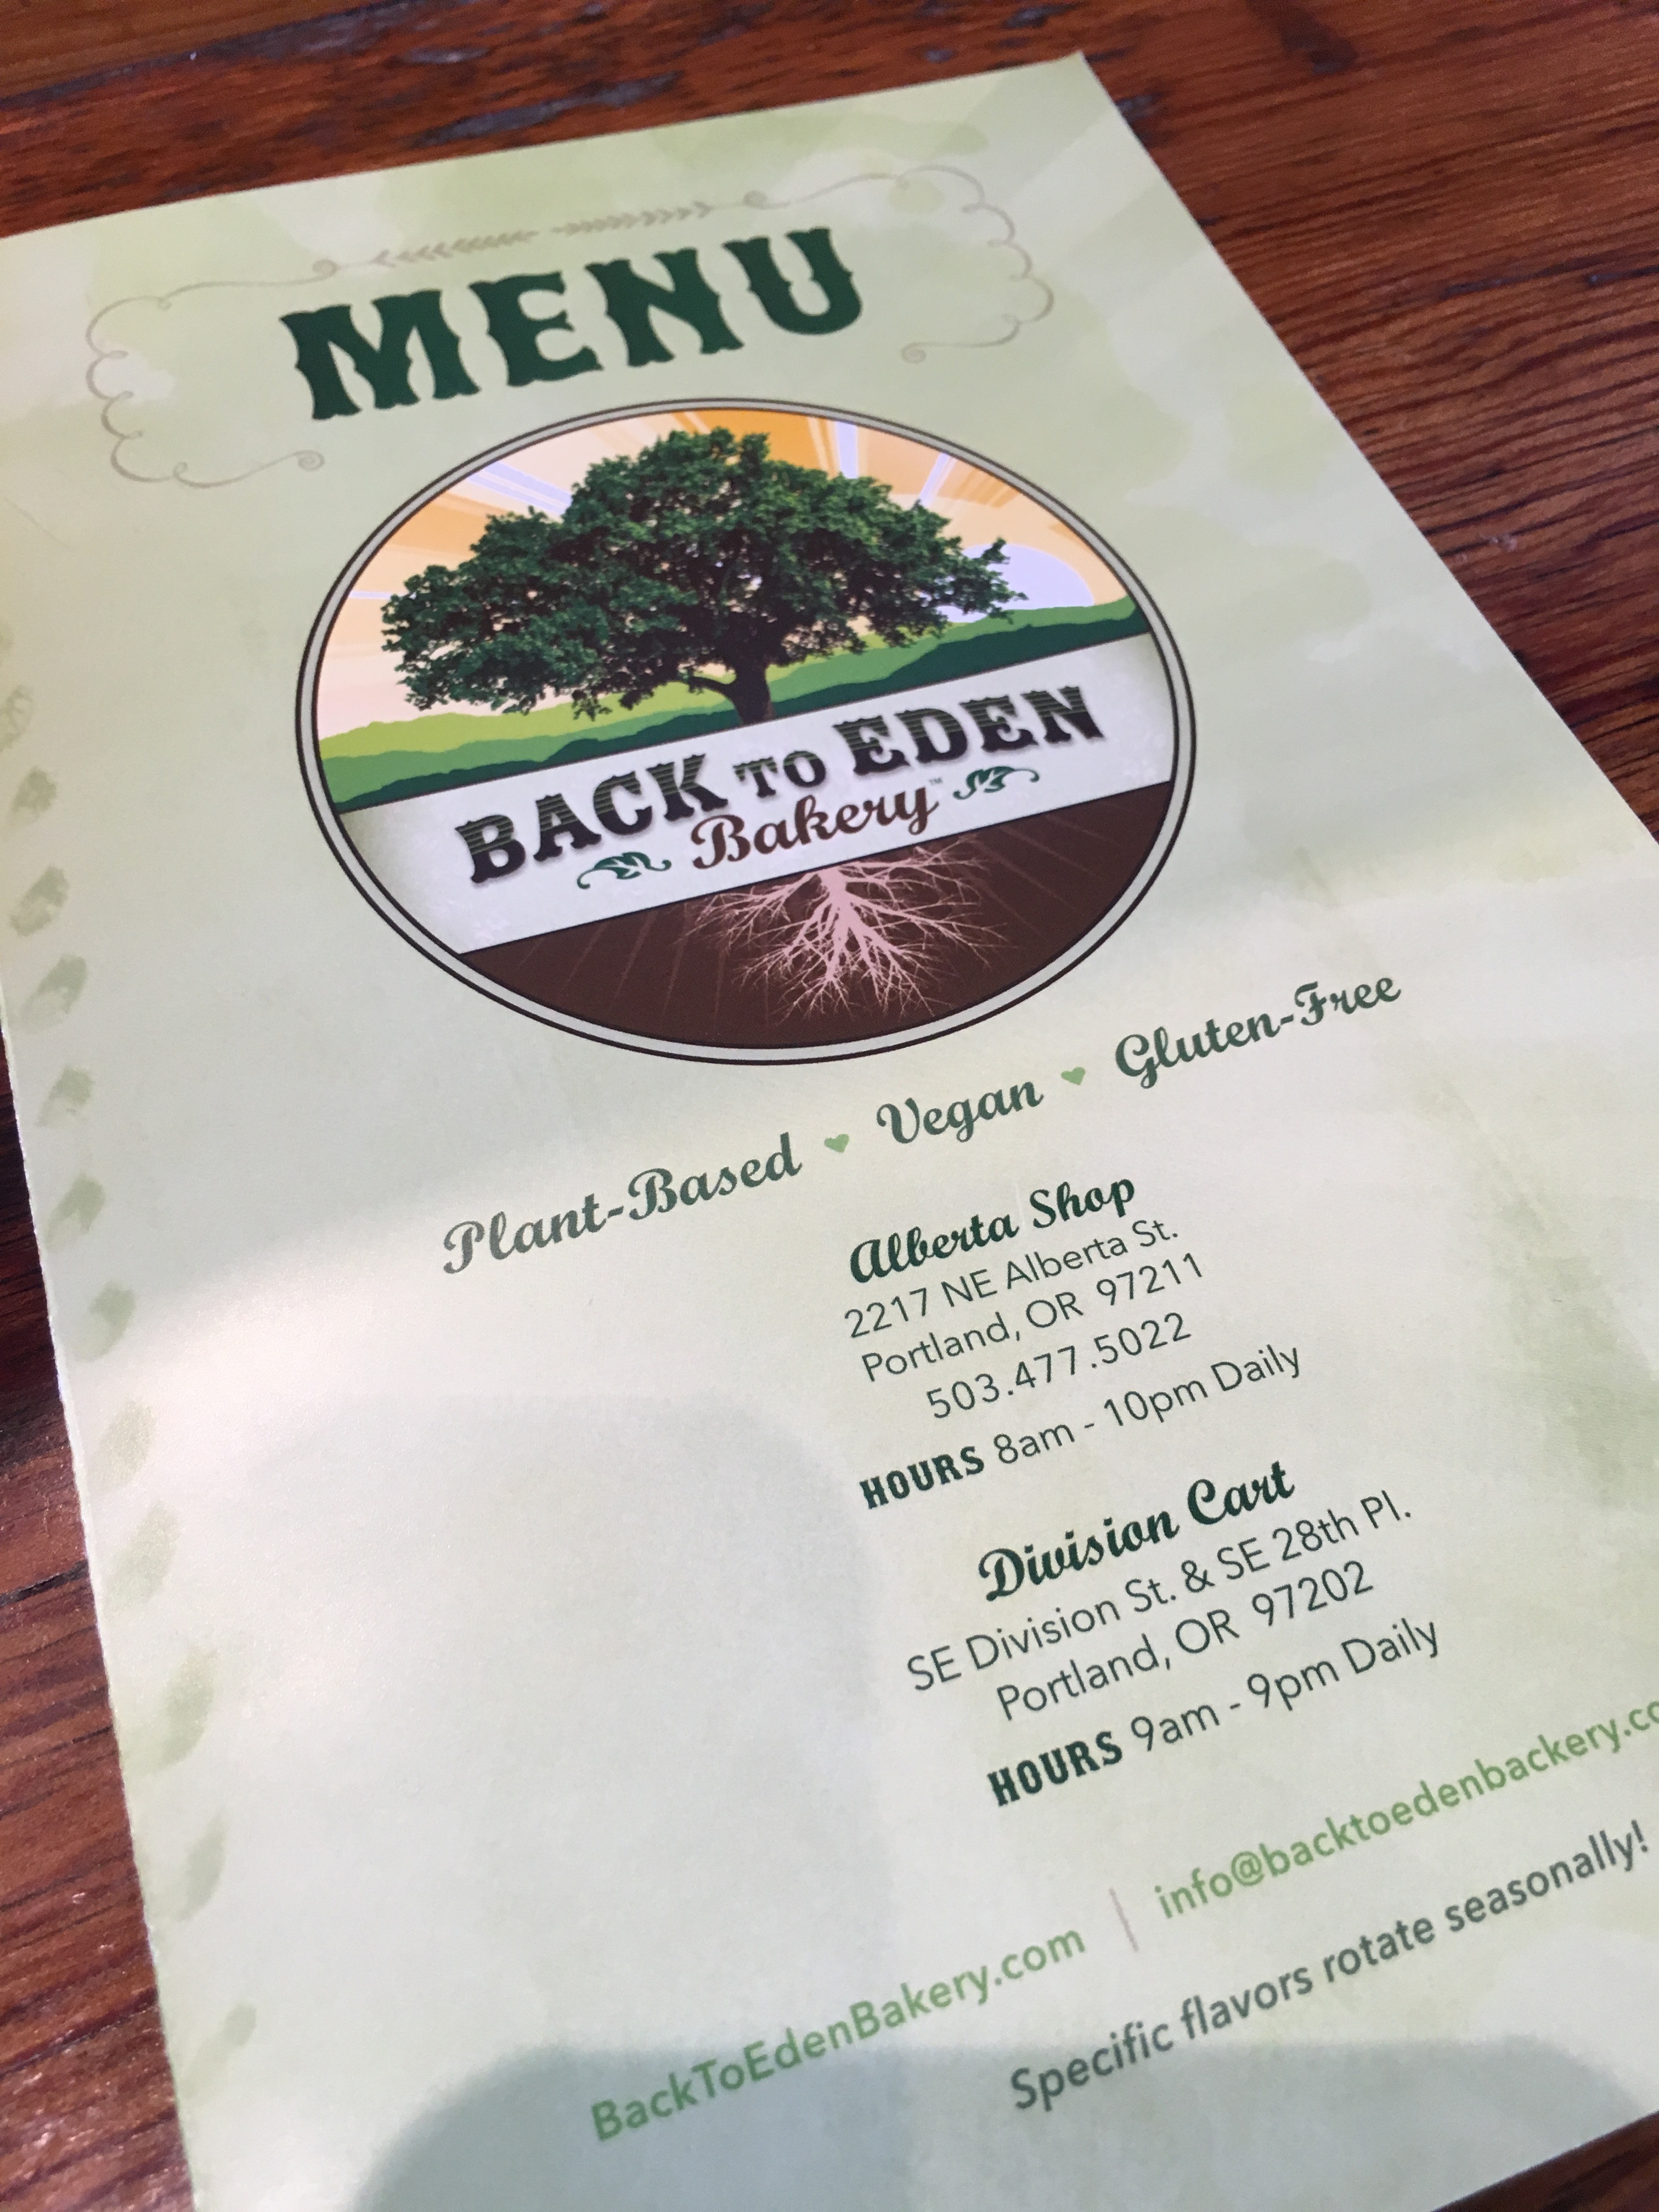 MENU
BACK TO EDEN
Bakery™
Plant-Based Vegan Gluten-Free
Alberta Shop
2217 NE Alberta St.
Portland, OR 97211
503.477.5022
HOURS 8am - 10pm Daily
Division Cart
SE Division St. & SE 28th Pl.
Portland, OR 97202
HOURS 9am - 9pm Daily
BackToEdenBakery.com | info@backtoedenbackery.co
Specific flavors rotate seasonally!